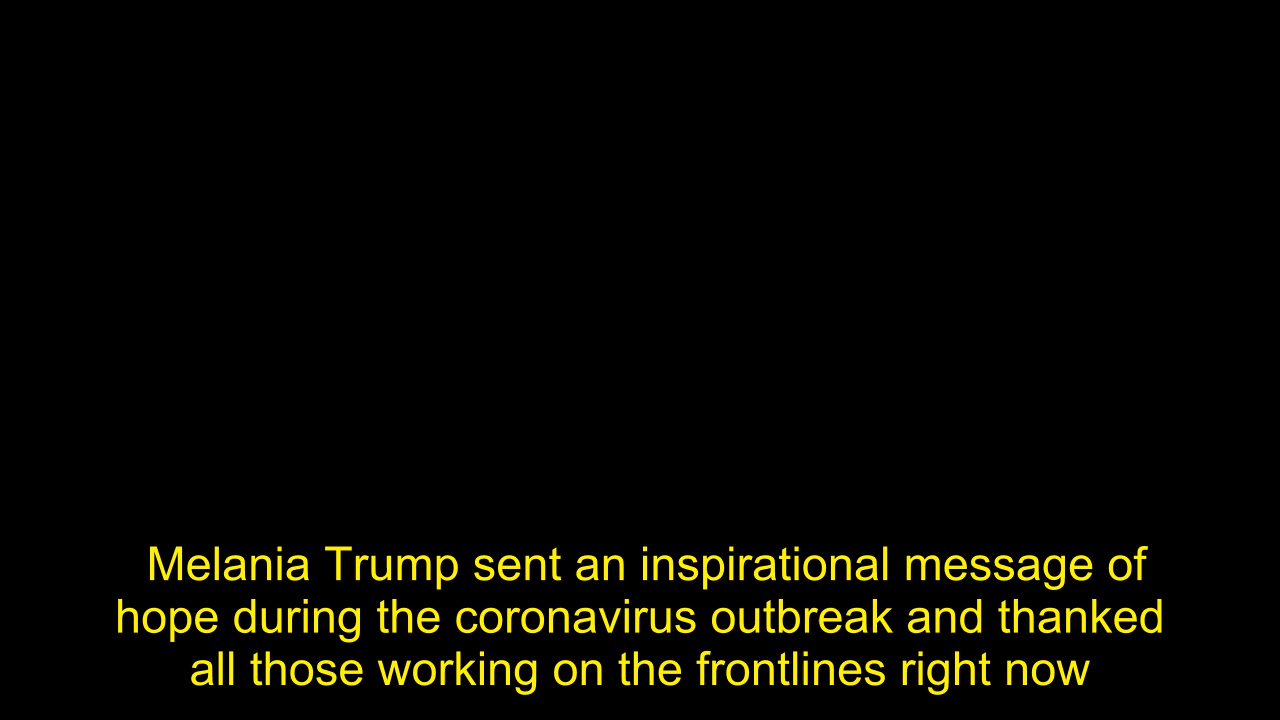 Melania Trump sent an inspirational message of
hope during the coronavirus outbreak and thanked
all those working on the frontlines right now